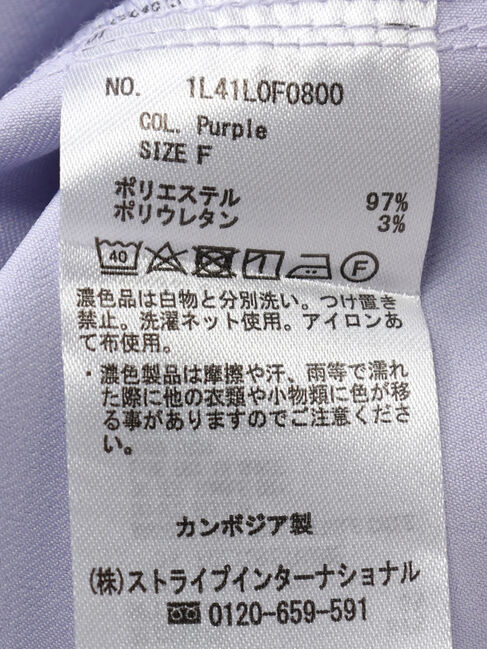 NO. 1L41L0F0800
COL. Purple
SIZE F
ポリエステル 97%
ポリウレタン 3%
40 F
濃色品は白物と分別洗い。つけ置き
禁止。洗濯ネット使用。アイロンあ
て布使用。
・濃色製品は摩擦や汗、雨等で濡れ
た際に他の衣類や小物類に色が移
る事がありますのでご注意くださ
い。
カンボジア製
(株)ストライプインターナショナル
0120-659-591